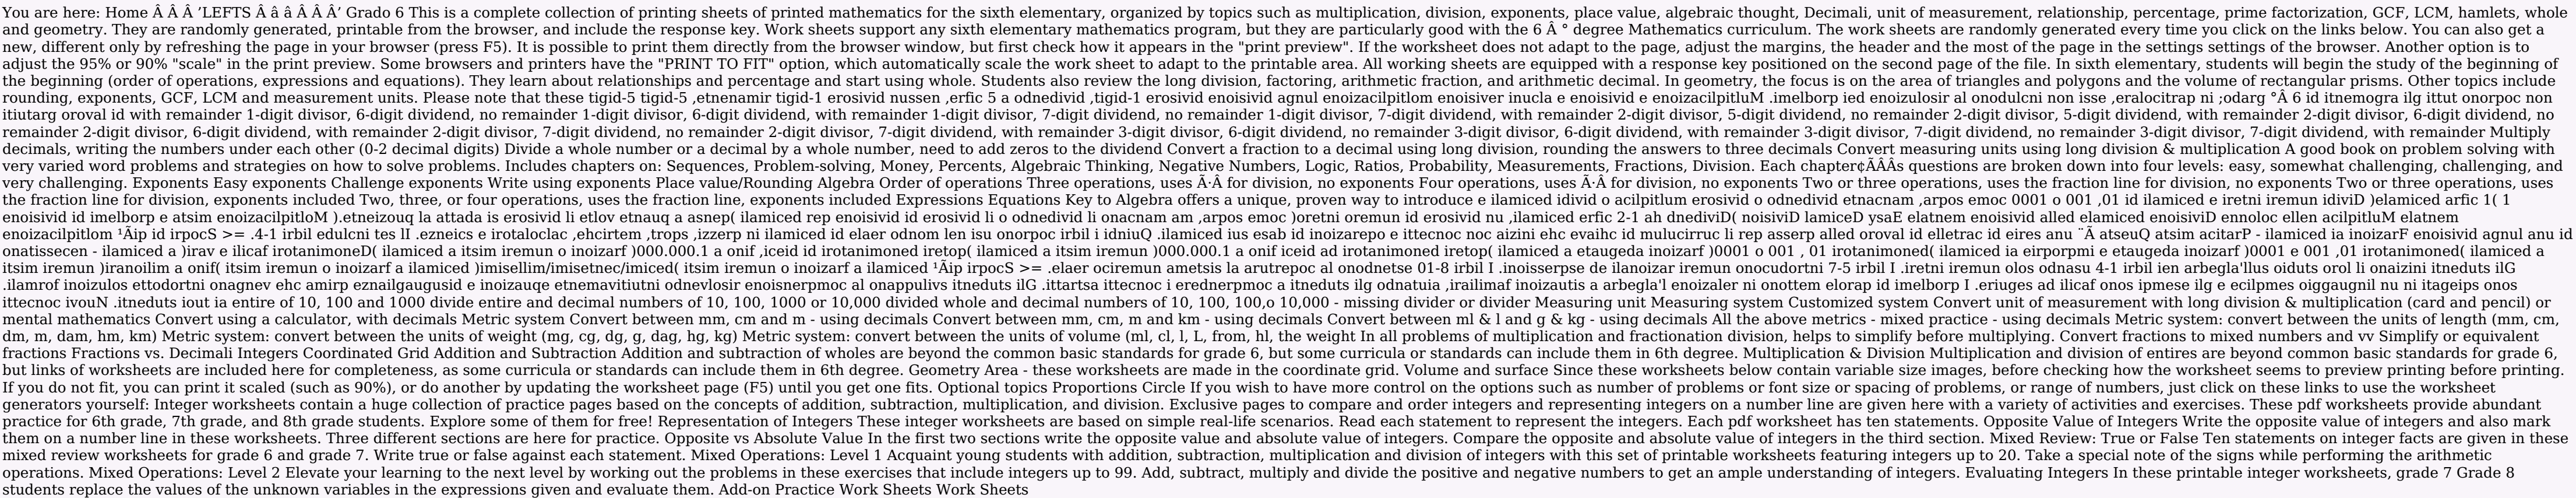 You are here: Home Â Â Â ’LEFTS Â â â Â Â Â’ Grado 6 This is a complete collection of printing sheets of printed mathematics for the sixth elementary, organized by topics such as multiplication, division, exponents, place value, algebraic thought, Decimali, unit of measurement, relationship, percentage, prime factorization, GCF, LCM, hamlets, whole
and geometry. They are randomly generated, printable from the browser, and include the response key. Work sheets support any sixth elementary mathematics program, but they are particularly good with the 6 Â ° degree Mathematics curriculum. The work sheets are randomly generated every time you click on the links below. You can also get a
new, different only by refreshing the page in your browser (press F5). It is possible to print them directly from the browser window, but first check how it appears in the "print preview". If the worksheet does not adapt to the page, adjust the margins, the header and the most of the page in the settings settings of the browser. Another option is to
adjust the 95% or 90% "scale" in the print preview. Some browsers and printers have the "PRINT TO FIT" option, which automatically scale the work sheet to adapt to the printable area. All working sheets are equipped with a response key positioned on the second page of the file. In sixth elementary, students will begin the study of the beginning of
the beginning (order of operations, expressions and equations). They learn about relationships and percentage and start using whole. Students also review the long division, factoring, arithmetic fraction, and arithmetic decimal. In geometry, the focus is on the area of triangles and polygons and the volume of rectangular prisms. Other topics include
rounding, exponents, GCF, LCM and measurement units. Please note that these tigid-5 tigid-5 ,etnenamir tigid-1 erosivid nussen ,erfic 5 a odnedivid ,tigid-1 erosivid enoisivid agnul enoizacilpitlom enoisiver inucla e enoisivid e enoizacilpitluM .imelborp ied enoizulosir al onodulcni non isse ,eralocitrap ni ;odarg °Â 6 id itnemogra ilg ittut onorpoc non
itiutarg oroval id with remainder 1-digit divisor, 6-digit dividend, no remainder 1-digit divisor, 6-digit dividend, with remainder 1-digit divisor, 7-digit dividend, no remainder 1-digit divisor, 7-digit dividend, with remainder 2-digit divisor, 5-digit dividend, no remainder 2-digit divisor, 5-digit dividend, with remainder 2-digit divisor, 6-digit dividend, no
remainder 2-digit divisor, 6-digit dividend, with remainder 2-digit divisor, 7-digit dividend, no remainder 2-digit divisor, 7-digit dividend, with remainder 3-digit divisor, 6-digit dividend, no remainder 3-digit divisor, 6-digit dividend, with remainder 3-digit divisor, 7-digit dividend, no remainder 3-digit divisor, 7-digit dividend, with remainder Multiply
decimals, writing the numbers under each other (0-2 decimal digits) Divide a whole number or a decimal by a whole number, need to add zeros to the dividend Convert a fraction to a decimal using long division, rounding the answers to three decimals Convert measuring units using long division & multiplication A good book on problem solving with
very varied word problems and strategies on how to solve problems. Includes chapters on: Sequences, Problem-solving, Money, Percents, Algebraic Thinking, Negative Numbers, Logic, Ratios, Probability, Measurements, Fractions, Division. Each chapter¢ÃÂÂs questions are broken down into four levels: easy, somewhat challenging, challenging, and
very challenging. Exponents Easy exponents Challenge exponents Write using exponents Place value/Rounding Algebra Order of operations Three operations, uses Ã·Â for division, no exponents Four operations, uses Ã·Â for division, no exponents Two or three operations, uses the fraction line for division, no exponents Two or three operations, uses
the fraction line for division, exponents included Two, three, or four operations, uses the fraction line, exponents included Expressions Equations Key to Algebra offers a unique, proven way to introduce e ilamiced idivid o acilpitlum erosivid o odnedivid etnacnam ,arpos emoc 0001 o 001 ,01 id ilamiced e iretni iremun idiviD )elamiced arfic 1( 1
enoisivid id imelborp e atsim enoizacilpitloM ).etneizouq la attada is erosivid li etlov etnauq a asnep( ilamiced rep enoisivid id erosivid li o odnedivid li onacnam am ,arpos emoc )oretni oremun id erosivid nu ,ilamiced erfic 2-1 ah dnediviD( noisiviD lamiceD ysaE elatnem enoisivid alled elamiced enoisiviD ennoloc ellen acilpitluM elatnem
enoizacilpitlom ¹Ãip id irpocS >= .4-1 irbil edulcni tes lI .ezneics e irotaloclac ,ehcirtem ,trops ,izzerp ni ilamiced id elaer odnom len isu onorpoc irbil i idniuQ .ilamiced ius esab id inoizarepo e ittecnoc noc aizini ehc evaihc id mulucirruc li rep asserp alled oroval id elletrac id eires anu ¨Ã atseuQ atsim acitarP - ilamiced ia inoizarF enoisivid agnul anu id
onatissecen - ilamiced a )irav e ilicaf irotanimoneD( ilamiced a itsim iremun o inoizarf )000.000.1 a onif ,iceid id irotanimoned iretop( ilamiced a itsim iremun )000.000.1 a onif iceid ad irotanimoned iretop( ilamiced a etaugeda inoizarf )0001 o 001 , 01 irotanimoned( ilamiced ia eirporpmi e etaugeda inoizarf )0001 e 001 ,01 irotanimoned( ilamiced a
itsim iremun )iranoilim a onif( itsim iremun o inoizarf a ilamiced )imisellim/imisetnec/imiced( itsim iremun o inoizarf a ilamiced ¹Ãip irpocS >= .elaer ociremun ametsis la arutrepoc al onodnetse 01-8 irbil I .inoisserpse de ilanoizar iremun onocudortni 7-5 irbil I .iretni iremun olos odnasu 4-1 irbil ien arbegla'llus oiduts orol li onaizini itneduts ilG
.ilamrof inoizulos ettodortni onagnev ehc amirp eznailgaugusid e inoizauqe etnemavitiutni odnevlosir enoisnerpmoc al onappulivs itneduts ilG .ittartsa ittecnoc i erednerpmoc a itneduts ilg odnatuia ,irailimaf inoizautis a arbegla'l enoizaler ni onottem elorap id imelborp I .eriuges ad ilicaf onos ipmese ilg e ecilpmes oiggaugnil nu ni itageips onos
ittecnoc ivouN .itneduts iout ia entire of 10, 100 and 1000 divide entire and decimal numbers of 10, 100, 1000 or 10,000 divided whole and decimal numbers of 10, 100, 100,o 10,000 - missing divider or divider Measuring unit Measuring system Customized system Convert unit of measurement with long division & multiplication (card and pencil) or
mental mathematics Convert using a calculator, with decimals Metric system Convert between mm, cm and m - using decimals Convert between mm, cm, m and km - using decimals Convert between ml & l and g & kg - using decimals All the above metrics - mixed practice - using decimals Metric system: convert between the units of length (mm, cm,
dm, m, dam, hm, km) Metric system: convert between the units of weight (mg, cg, dg, g, dag, hg, kg) Metric system: convert between the units of volume (ml, cl, l, L, from, hl, the weight In all problems of multiplication and fractionation division, helps to simplify before multiplying. Convert fractions to mixed numbers and vv Simplify or equivalent
fractions Fractions vs. Decimali Integers Coordinated Grid Addition and Subtraction Addition and subtraction of wholes are beyond the common basic standards for grade 6, but some curricula or standards can include them in 6th degree. Multiplication & Division Multiplication and division of entires are beyond common basic standards for grade 6,
but links of worksheets are included here for completeness, as some curricula or standards can include them in 6th degree. Geometry Area - these worksheets are made in the coordinate grid. Volume and surface Since these worksheets below contain variable size images, before checking how the worksheet seems to preview printing before printing.
If you do not fit, you can print it scaled (such as 90%), or do another by updating the worksheet page (F5) until you get one fits. Optional topics Proportions Circle If you wish to have more control on the options such as number of problems or font size or spacing of problems, or range of numbers, just click on these links to use the worksheet
generators yourself: Integer worksheets contain a huge collection of practice pages based on the concepts of addition, subtraction, multiplication, and division. Exclusive pages to compare and order integers and representing integers on a number line are given here with a variety of activities and exercises. These pdf worksheets provide abundant
practice for 6th grade, 7th grade, and 8th grade students. Explore some of them for free! Representation of Integers These integer worksheets are based on simple real-life scenarios. Read each statement to represent the integers. Each pdf worksheet has ten statements. Opposite Value of Integers Write the opposite value of integers and also mark
them on a number line in these worksheets. Three different sections are here for practice. Opposite vs Absolute Value In the first two sections write the opposite value and absolute value of integers. Compare the opposite and absolute value of integers in the third section. Mixed Review: True or False Ten statements on integer facts are given in these
mixed review worksheets for grade 6 and grade 7. Write true or false against each statement. Mixed Operations: Level 1 Acquaint young students with addition, subtraction, multiplication and division of integers with this set of printable worksheets featuring integers up to 20. Take a special note of the signs while performing the arithmetic
operations. Mixed Operations: Level 2 Elevate your learning to the next level by working out the problems in these exercises that include integers up to 99. Add, subtract, multiply and divide the positive and negative numbers to get an ample understanding of integers. Evaluating Integers In these printable integer worksheets, grade 7 Grade 8
students replace the values of the unknown variables in the expressions given and evaluate them. Add-on Practice Work Sheets Work Sheets